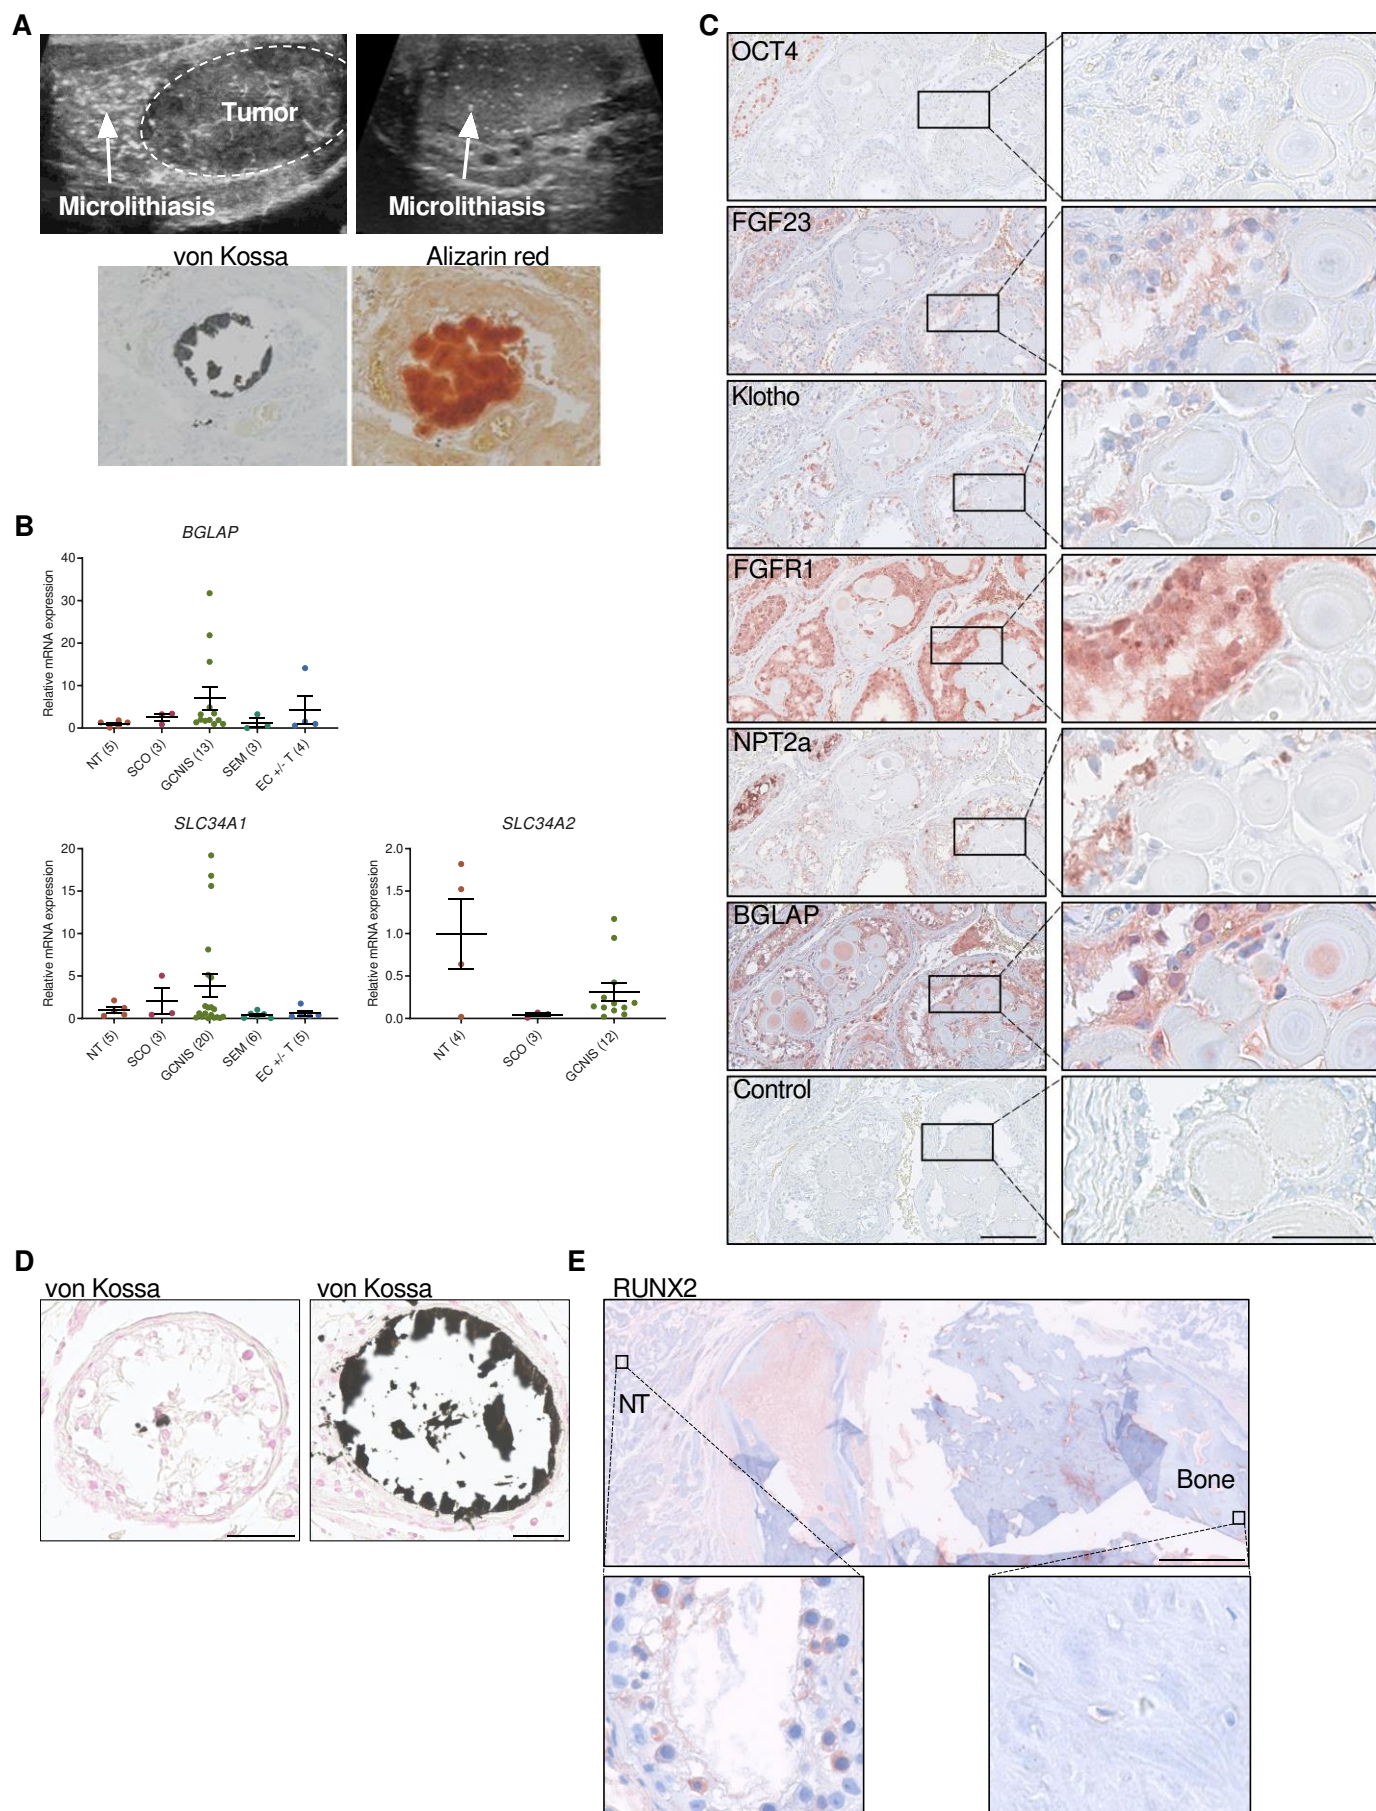 A
Tumor
Microlithiasis
Microlithiasis
von Kossa
Alizarin red
B
BGLAP
Relative mRNA expression
40
30
20
10
0
NT (5)
SCO (3)
GCNIS (13)
SEM (3)
EC +/- T (4)
SLC34A1
Relative mRNA expression
20
15
10
5
0
NT (5)
SCO (3)
GCNIS (20)
SEM (6)
EC +/- T (5)
SLC34A2
Relative mRNA expression
2.0
1.5
1.0
0.5
0.0
NT (4)
SCO (3)
GCNIS (12)
C
OCT4
FGF23
Klotho
FGFR1
NPT2a
BGLAP
Control
D
von Kossa
von Kossa
E
RUNX2
NT
Bone